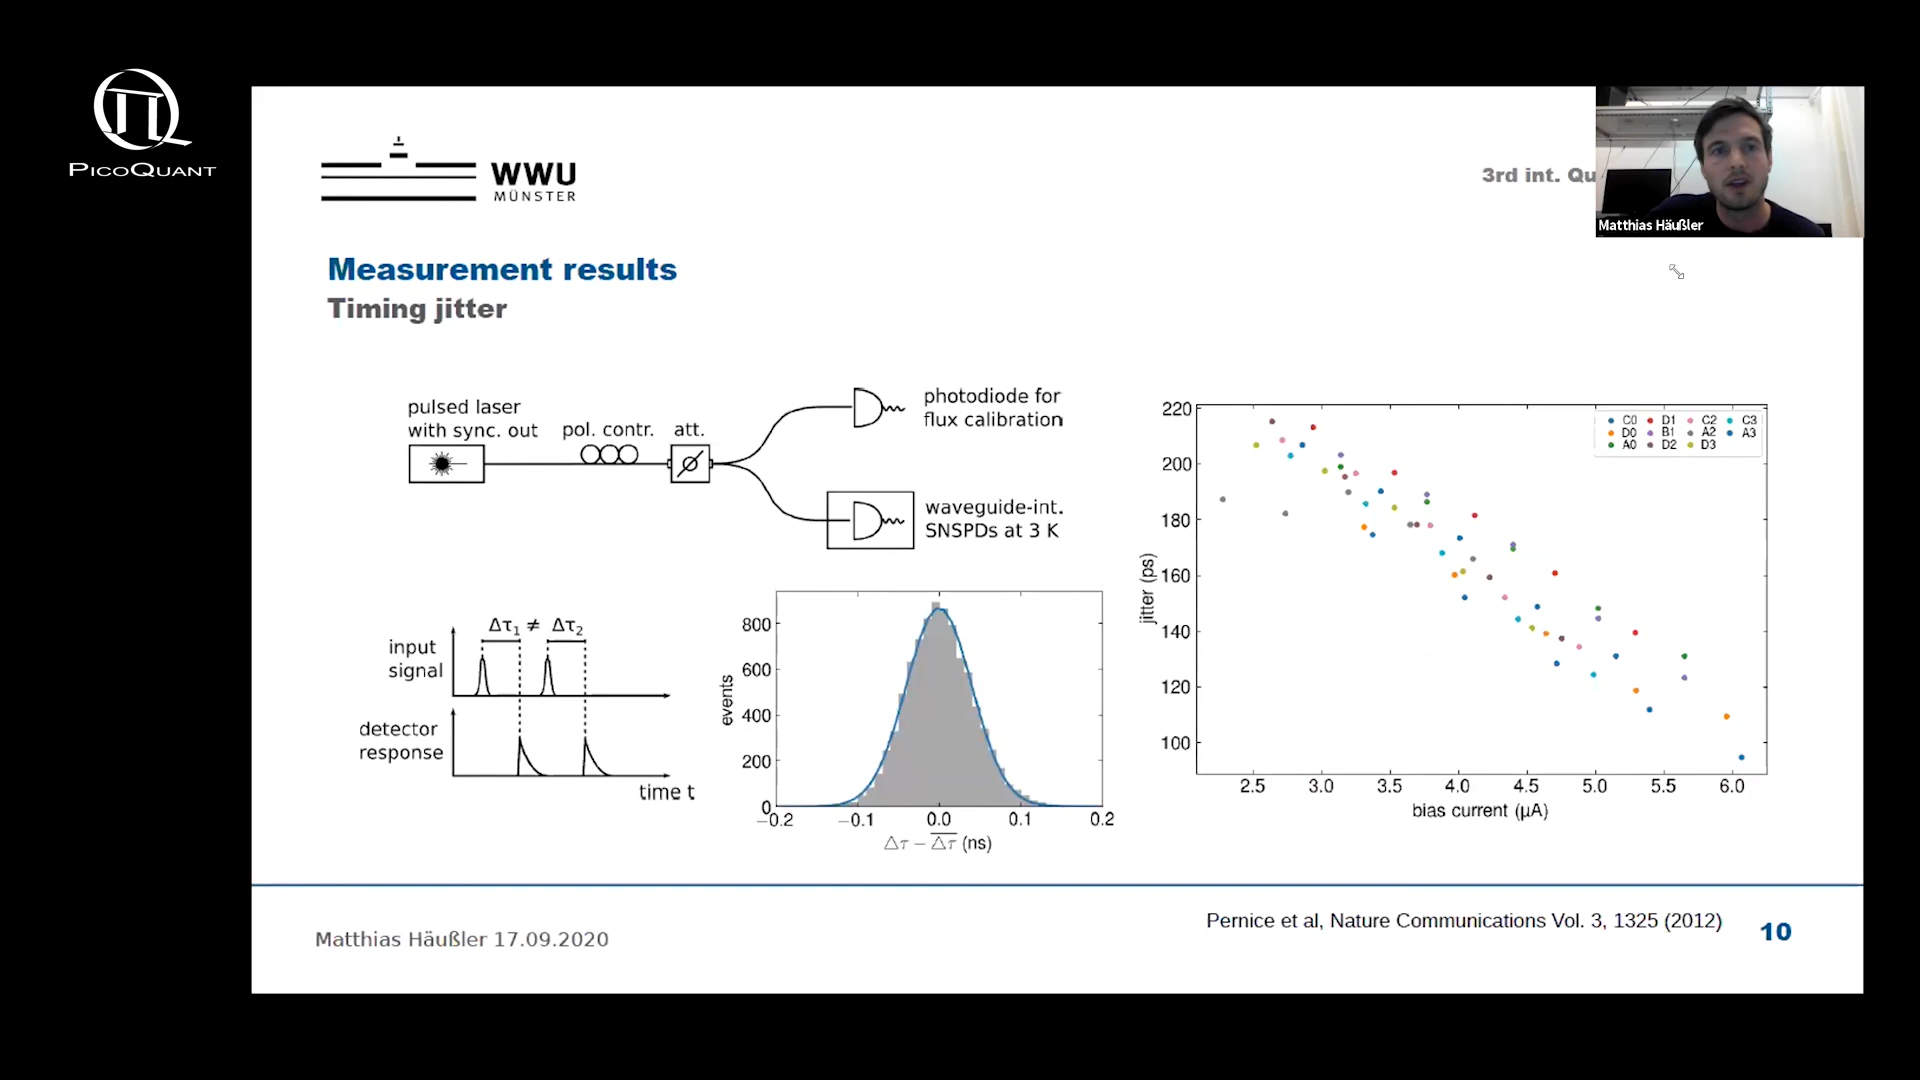 PICOQUANT
WWU
MÜNSTER
3rd int. Qu
Matthias Häußler
Measurement results
Timing jitter
pulsed laser
with sync. out
pol. contr.
att.
photodiode for
flux calibration
waveguide-int.
SNSPDs at 3 K
input
signal
Δτ₁ ≠ Δτ₂
detector
response
time t
events
800
600
400
200
0
−0.2
−0.1
0.0
0.1
0.2
Δτ − \overline{Δτ} (ns)
jitter (ps)
220
200
180
160
140
120
100
2.5
3.0
3.5
4.0
4.5
5.0
5.5
6.0
bias current (µA)
C0 D1 C2 C3
D0 B1 A2 A3
A0 D2 D3
Matthias Häußler 17.09.2020
Pernice et al, Nature Communications Vol. 3, 1325 (2012)
10